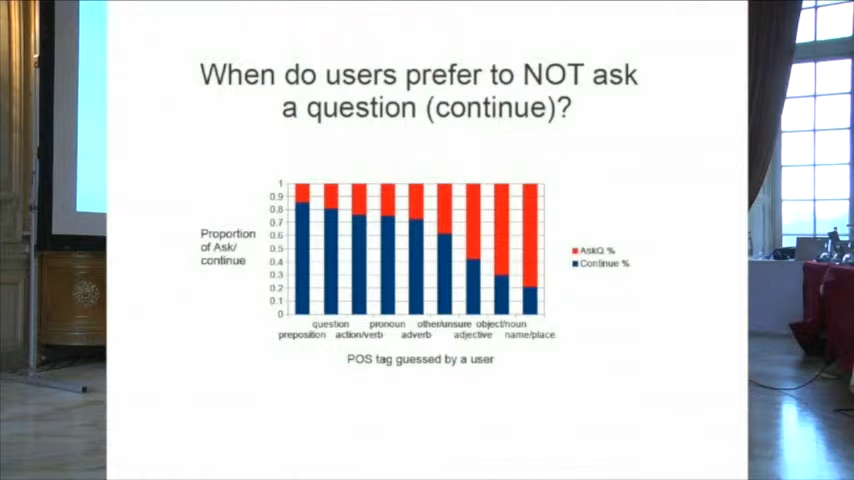 When do users prefer to NOT ask
a question (continue)?
1
0.9
0.8
0.7
0.6
0.5
0.4
0.3
0.2
0.1
0
Proportion
of Ask/
continue
AskQ %
Continue %
question pronoun other/unsure object/noun
preposition action/verb adverb adjective name/place
POS tag guessed by a user